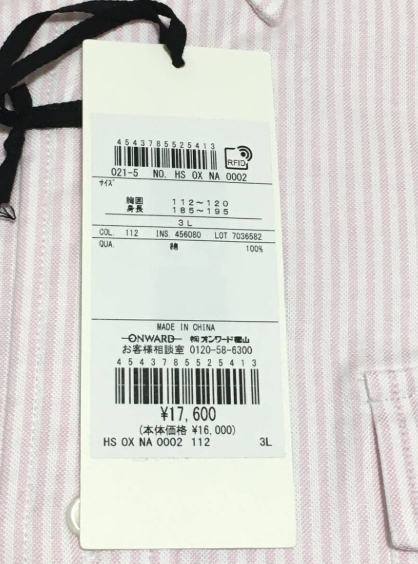 4543785525413
RFID
021-5 NO. HS OX NA 0002
ｻｲｽﾞ
胸囲 112～120
身長 185～195
3L
COL. 112 INS. 456080 LOT 7036582
QUA. 綿 100%
MADE IN CHINA
ONWARD ㈱オンワード樫山
お客様相談室 0120-58-6300
4543785525413
¥17,600
(本体価格 ¥16,000)
HS OX NA 0002 112 3L